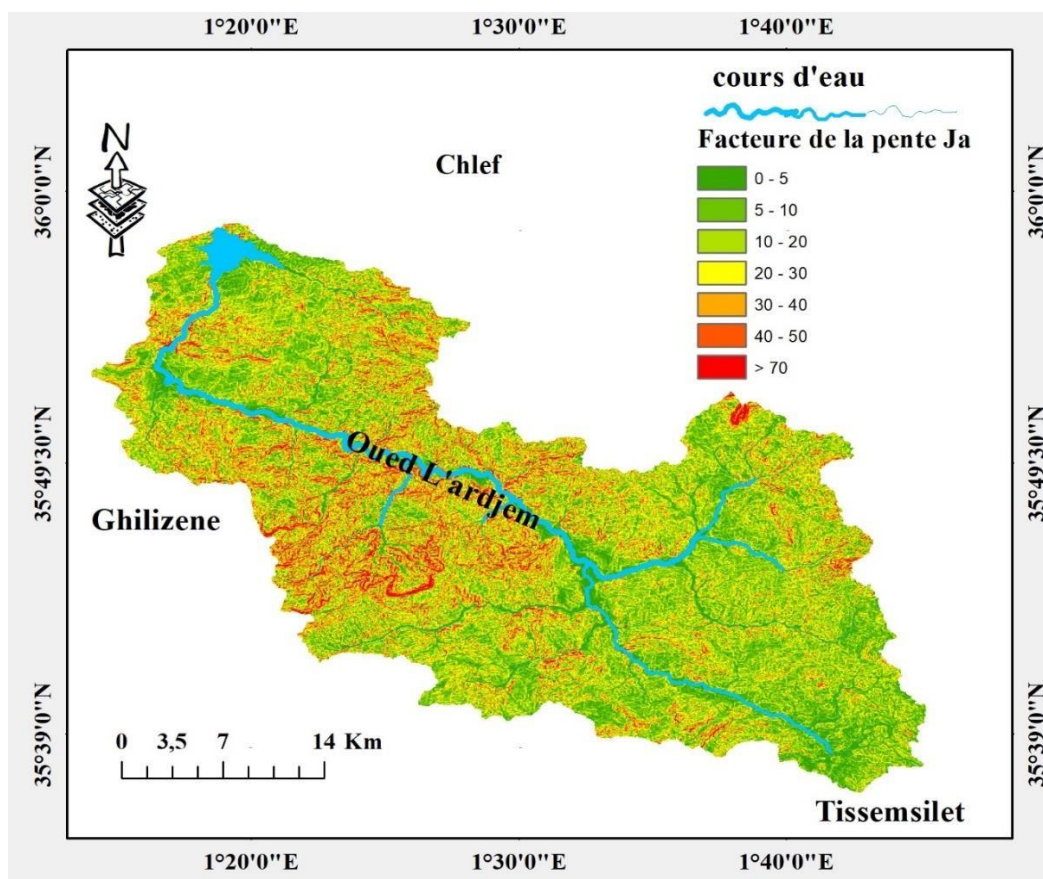 1°20'0"E 1°30'0"E 1°40'0"E
cours d'eau
Facteure de la pente Ja
0 - 5
5 - 10
10 - 20
20 - 30
30 - 40
40 - 50
> 70
N
Chlef
36°0'0"N 36°0'0"N
35°49'30"N 35°49'30"N
Oued L'ardjem
Ghilizene
35°39'0"N 35°39'0"N
0 3,5 7 14 Km
Tissemsilet
1°20'0"E 1°30'0"E 1°40'0"E